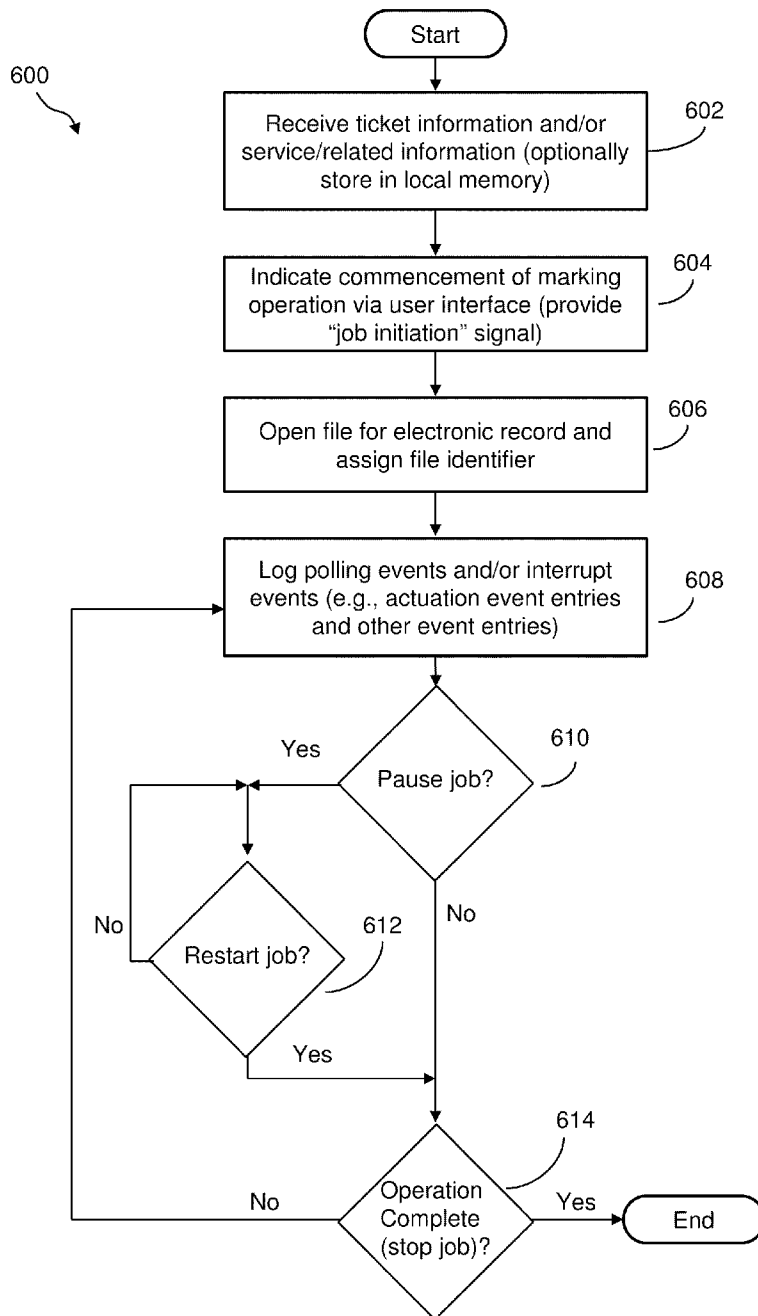 Start
600
Receive ticket information and/or
service/related information (optionally
store in local memory)
602
Indicate commencement of marking
operation via user interface (provide
“job initiation” signal)
604
Open file for electronic record and
assign file identifier
606
Log polling events and/or interrupt
events (e.g., actuation event entries
and other event entries)
608
Yes
Pause job?
610
No
No
Restart job?
612
Yes
614
No
Operation
Complete
(stop job)?
Yes
End